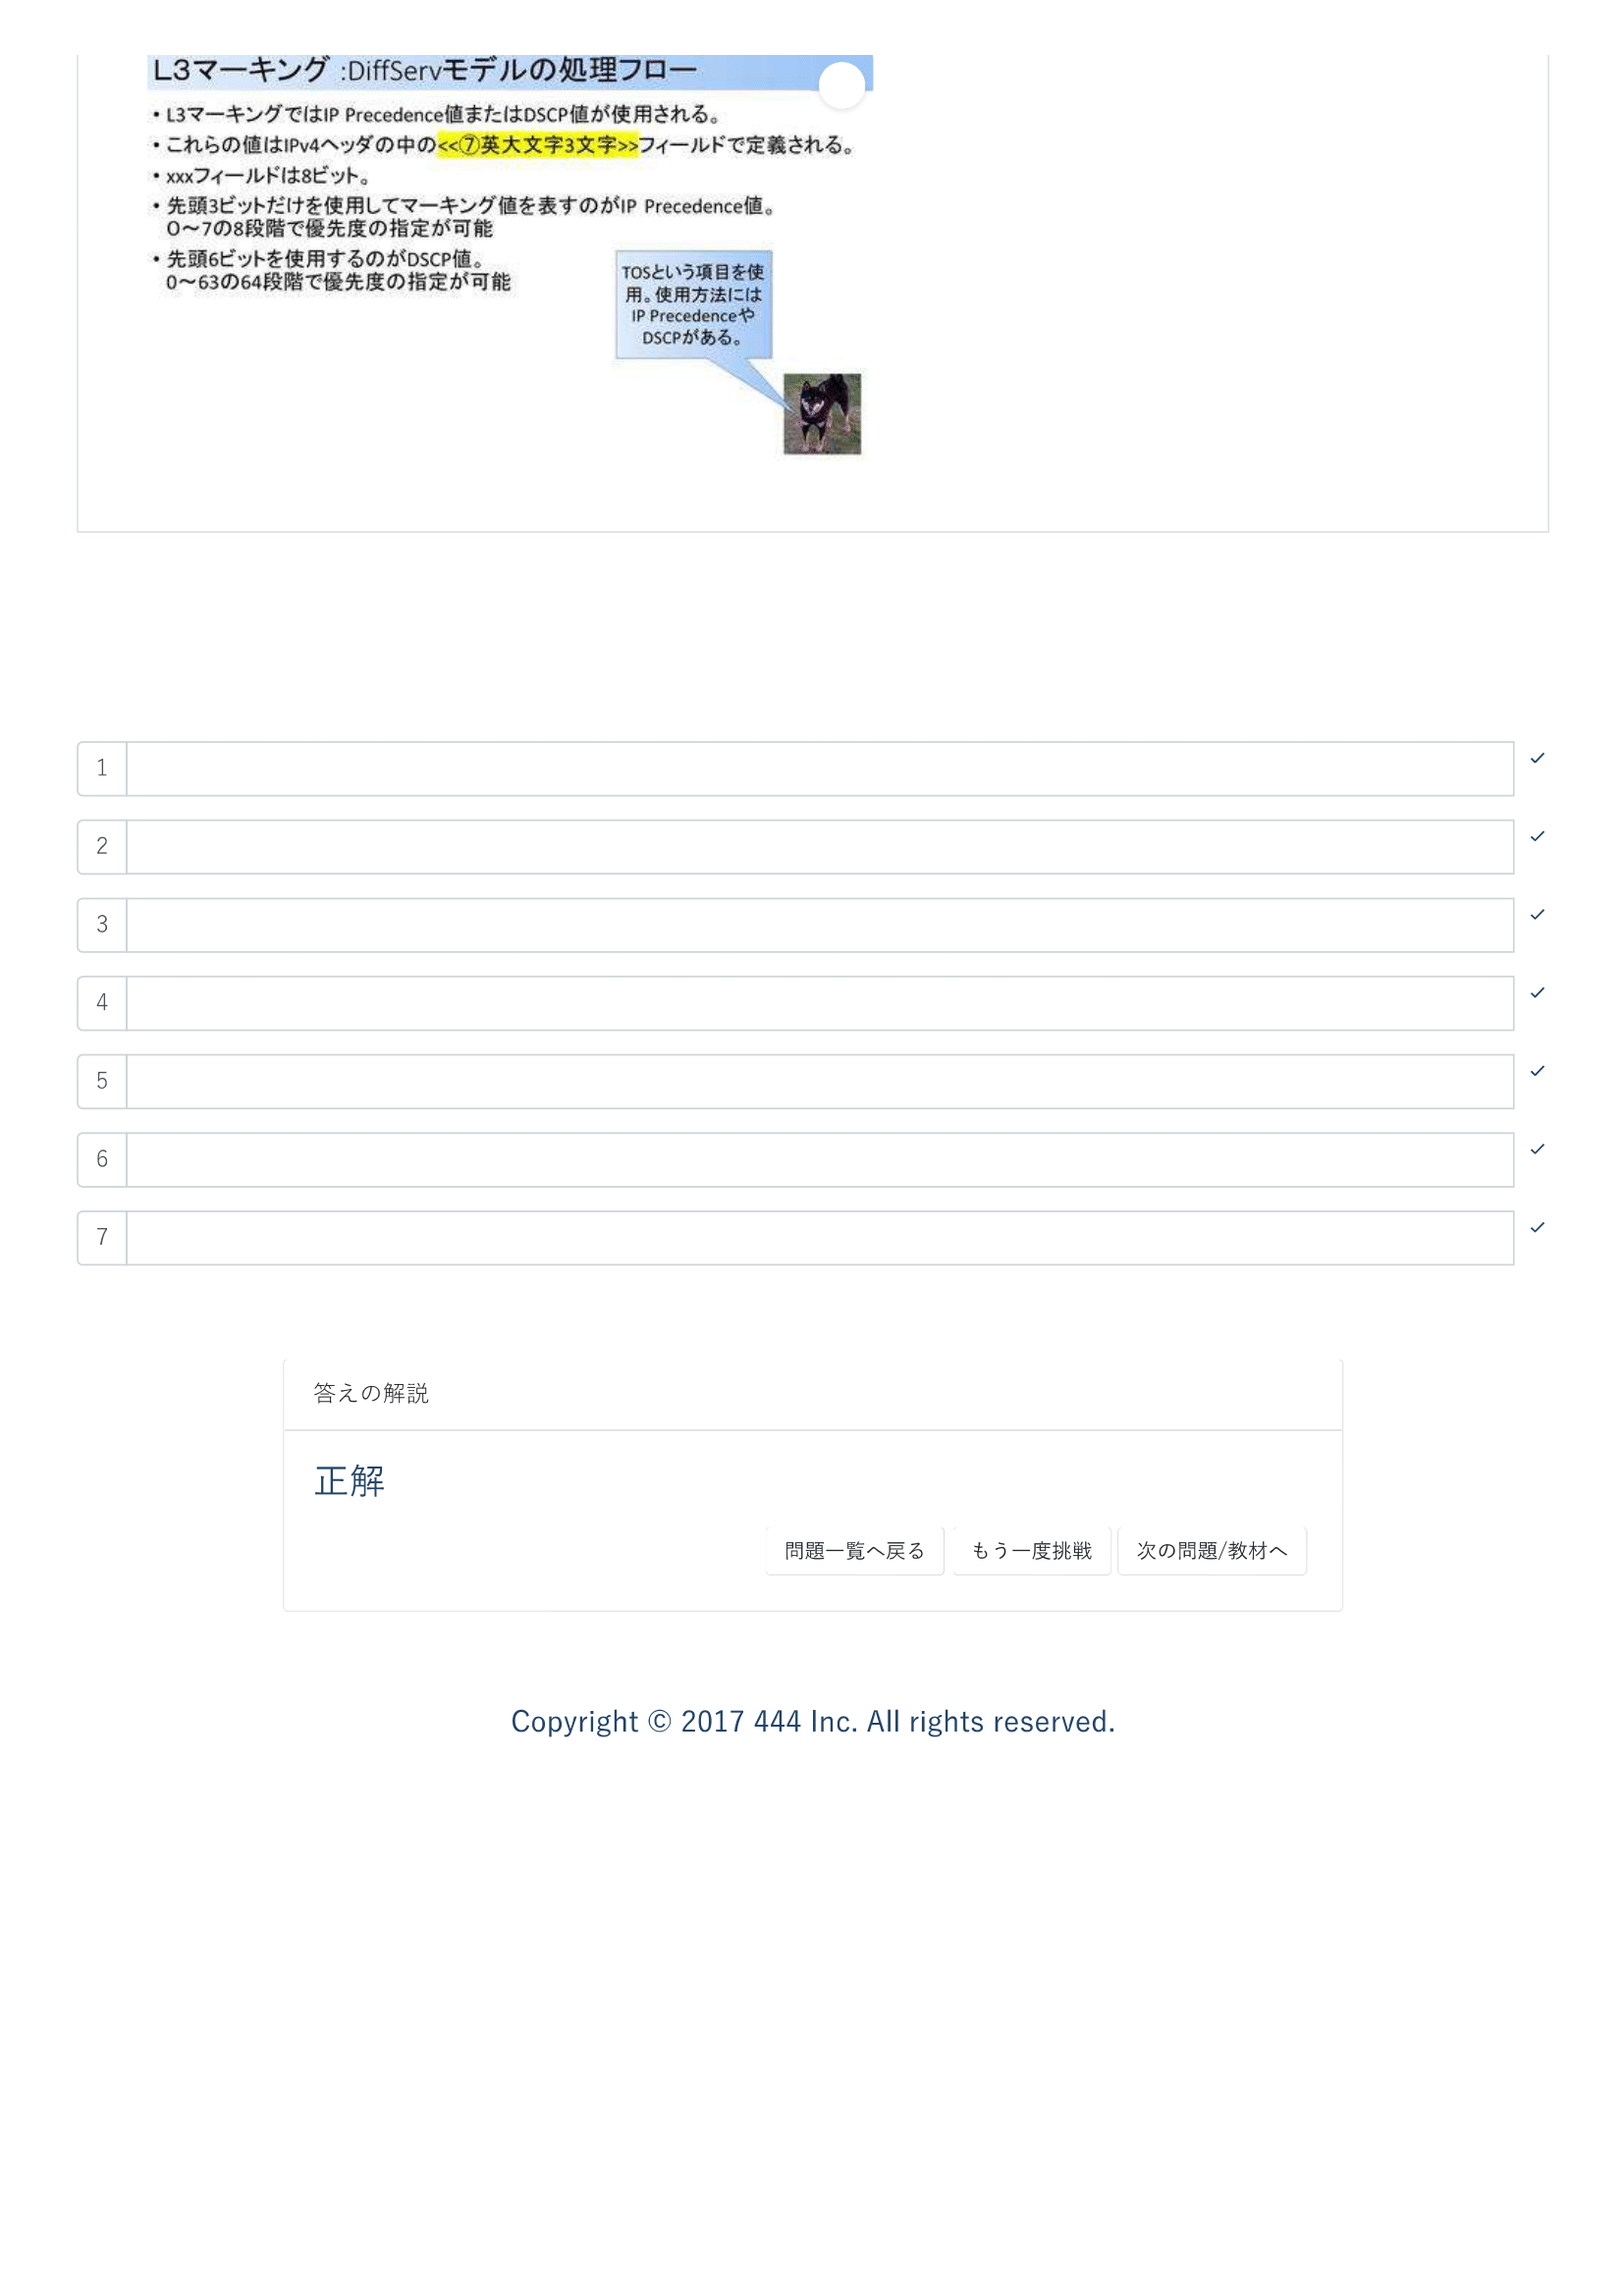 L3マーキング :DiffServモデルの処理フロー
• L3マーキングではIP Precedence値またはDSCP値が使用される。
• これらの値はIPv4ヘッダの中の<<⑦英大文字3文字>>フィールドで定義される。
• xxxフィールドは8ビット。
• 先頭3ビットだけを使用してマーキング値を表すのがIP Precedence値。
0～7の8段階で優先度の指定が可能
• 先頭6ビットを使用するのがDSCP値。
0～63の64段階で優先度の指定が可能
TOSという項目を使
用。使用方法には
IP Precedenceや
DSCPがある。
1
2
3
4
5
6
7
答えの解説
正解
問題一覧へ戻る もう一度挑戦 次の問題/教材へ
Copyright © 2017 444 Inc. All rights reserved.